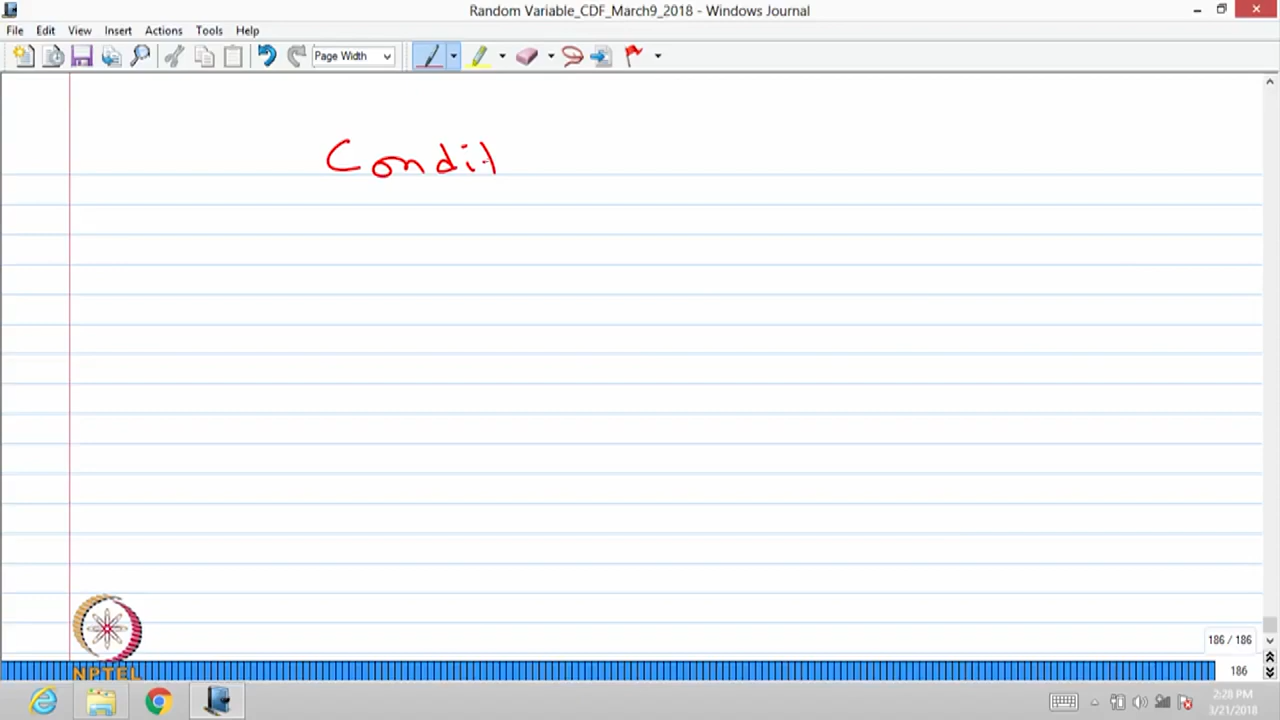 Random Variable_CDF_March9_2018 - Windows Journal
File Edit View Insert Actions Tools Help
Page Width
Condit
186 / 186
NPTEL
186
2:28 PM
3/21/2018